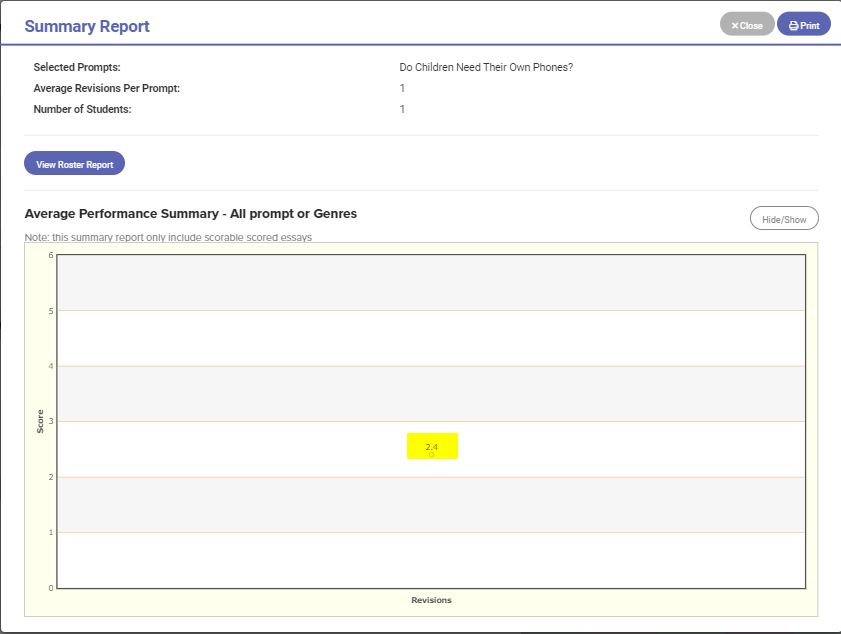 Summary Report
× Close
Print
Selected Prompts: Do Children Need Their Own Phones?
Average Revisions Per Prompt: 1
Number of Students: 1
View Roster Report
Average Performance Summary - All prompt or Genres
Hide/Show
Note: this summary report only include scorable scored essays
6
5
4
3
2
1
0
Score
2.4
Revisions